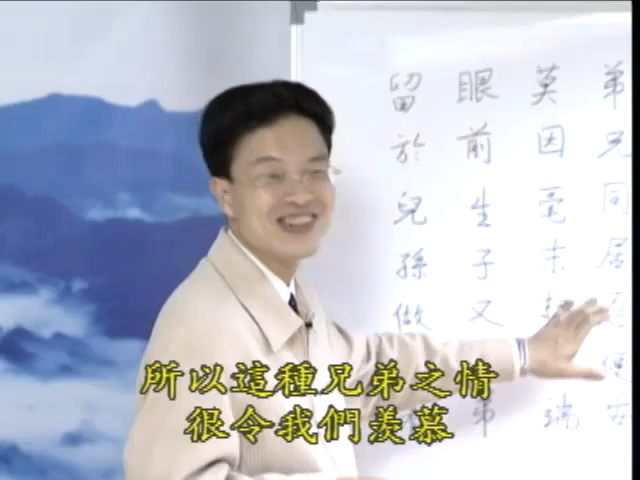 弟兄同居便安
莫因毫末端
眼前生子又弟
留於兒孫做
所以這種兄弟之情
很令我們羨慕